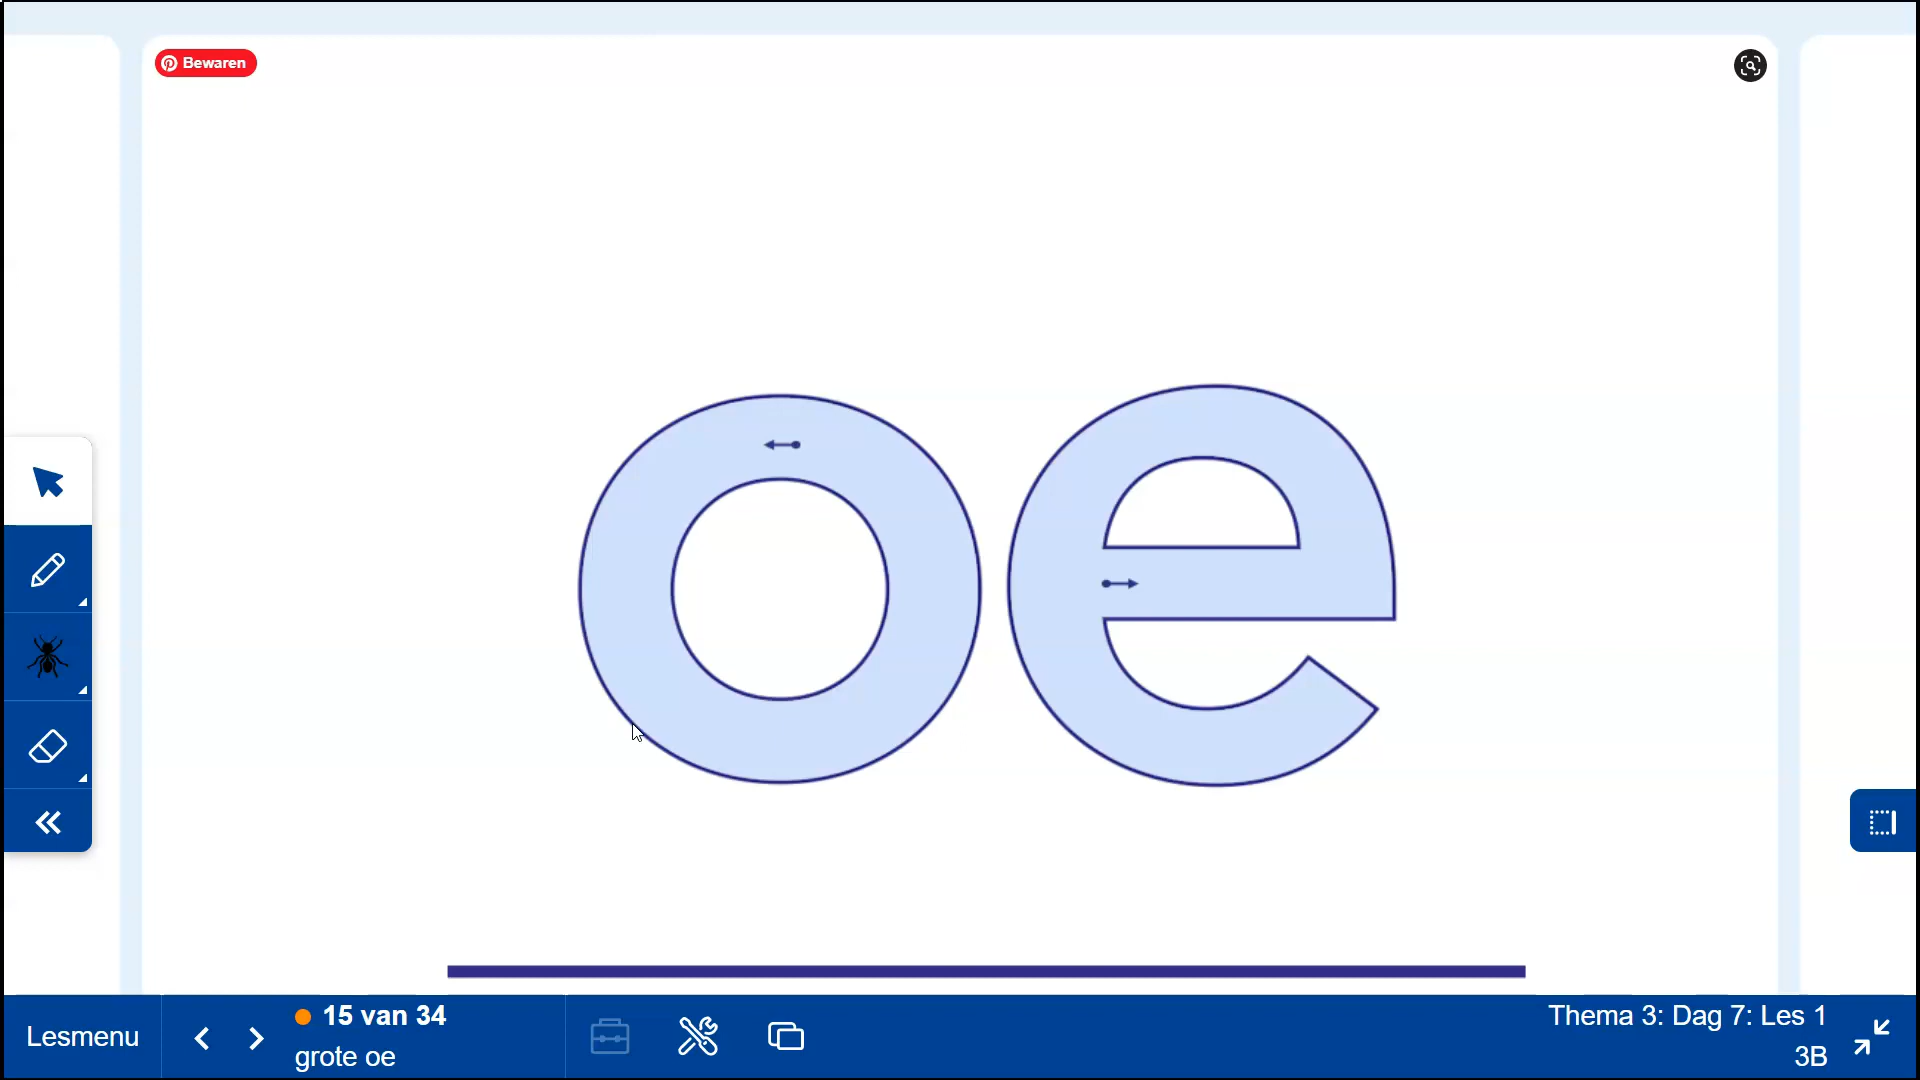 Bewaren
oe
Lesmenu
15 van 34
grote oe
Thema 3: Dag 7: Les 1
3B